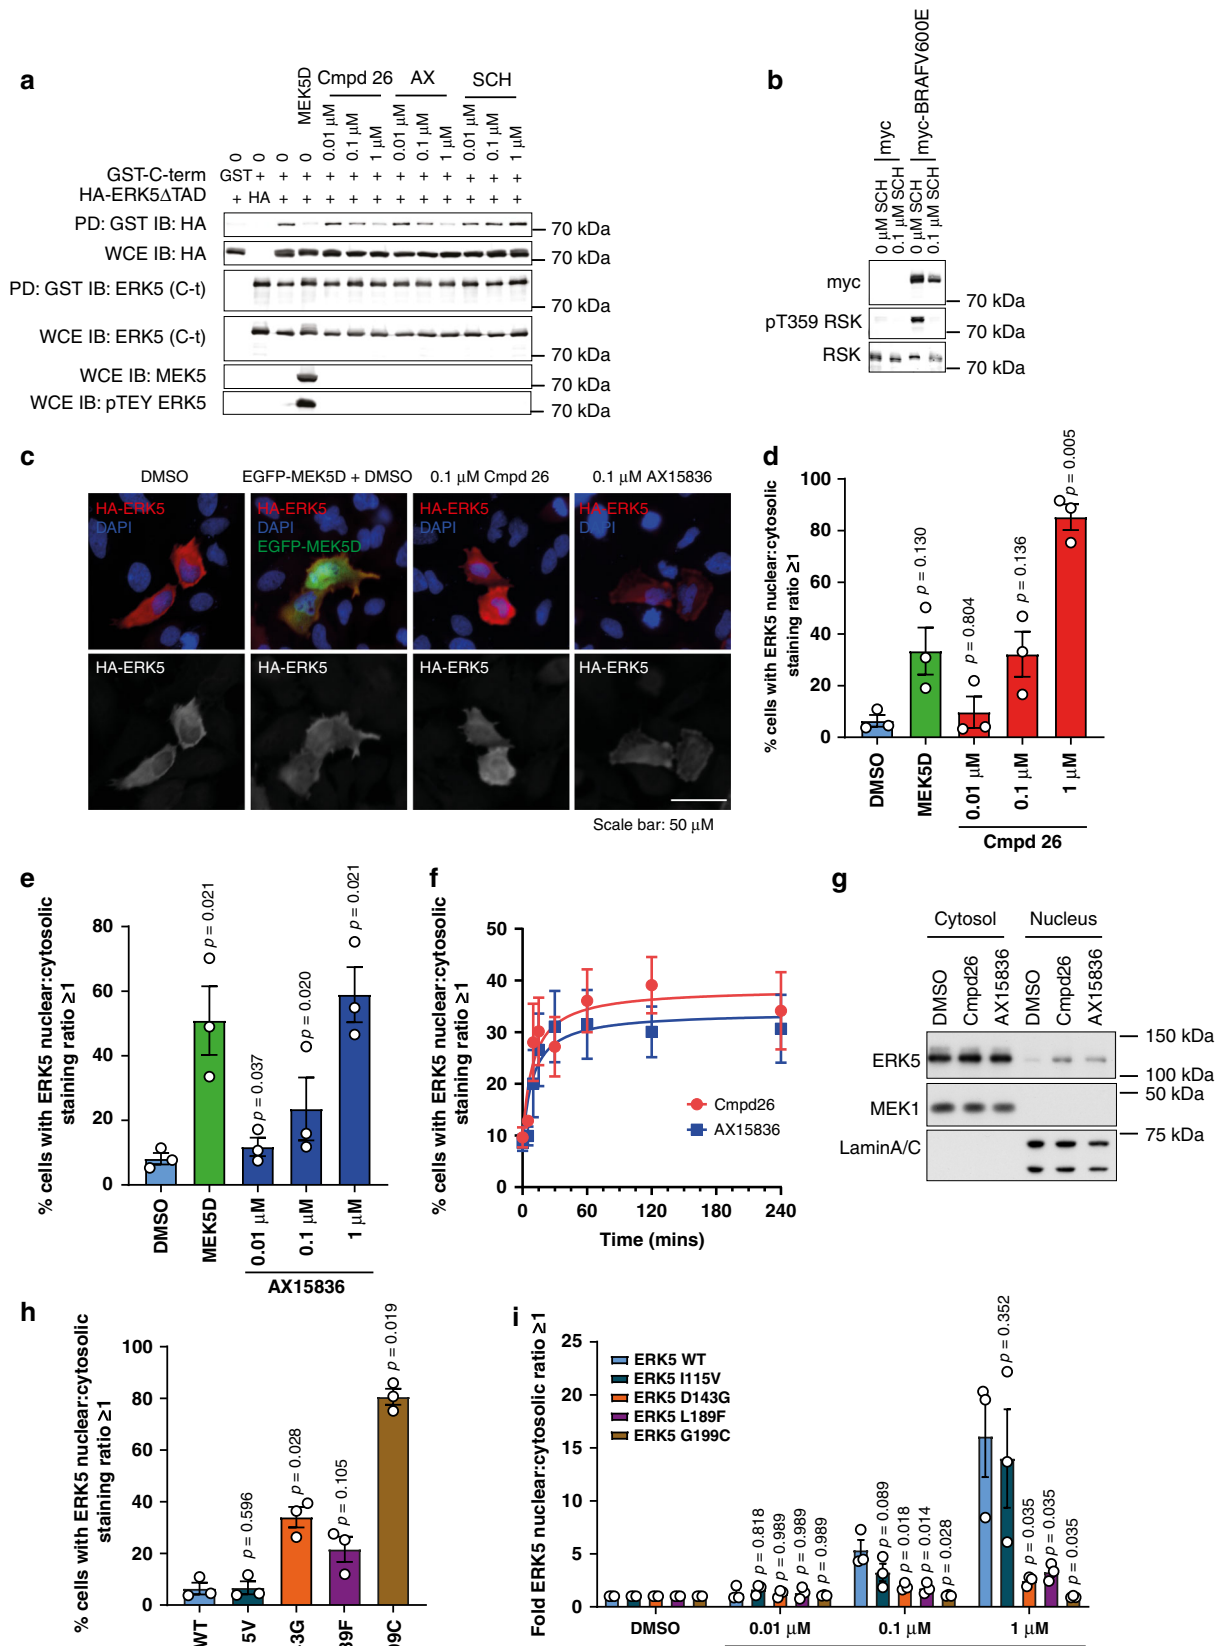 a
MEK5D
Cmpd 26
AX
SCH
0
0
0
0
0.01 μM
0.1 μM
1 μM
0.01 μM
0.1 μM
1 μM
0.01 μM
0.1 μM
1 μM
GST-C-term
GST + + + + + + + + + + + +
HA-ERK5ΔTAD
+ HA + + + + + + + + + + +
PD: GST IB: HA
70 kDa
WCE IB: HA
70 kDa
PD: GST IB: ERK5 (C-t)
70 kDa
WCE IB: ERK5 (C-t)
70 kDa
WCE IB: MEK5
70 kDa
WCE IB: pTEY ERK5
70 kDa
b
myc
myc-BRAFV600E
0 μM SCH
0.1 μM SCH
0 μM SCH
0.1 μM SCH
myc
70 kDa
pT359 RSK
70 kDa
RSK
70 kDa
c
DMSO
EGFP-MEK5D + DMSO
0.1 μM Cmpd 26
0.1 μM AX15836
HA-ERK5
DAPI
HA-ERK5
DAPI
EGFP-MEK5D
HA-ERK5
DAPI
HA-ERK5
DAPI
HA-ERK5
HA-ERK5
HA-ERK5
HA-ERK5
Scale bar: 50 μM
d
% cells with ERK5 nuclear:cytosolic
staining ratio ≥1
100
80
60
40
20
0
p = 0.130
p = 0.804
p = 0.136
p = 0.005
DMSO
MEK5D
0.01 μM
0.1 μM
1 μM
Cmpd 26
e
% cells with ERK5 nuclear:cytosolic
staining ratio ≥1
80
60
40
20
0
p = 0.021
p = 0.037
p = 0.020
p = 0.021
DMSO
MEK5D
0.01 μM
0.1 μM
1 μM
AX15836
f
% cells with ERK5 nuclear:cytosolic
staining ratio ≥1
50
40
30
20
10
0
Cmpd26
AX15836
0
60
120
180
240
Time (mins)
g
Cytosol
Nucleus
DMSO
Cmpd26
AX15836
DMSO
Cmpd26
AX15836
ERK5
150 kDa
100 kDa
MEK1
50 kDa
LaminA/C
75 kDa
h
% cells with ERK5 nuclear:cytosolic
staining ratio ≥1
100
80
60
40
20
0
p = 0.596
p = 0.028
p = 0.105
p = 0.019
WT
i
Fold ERK5 nuclear:cytosolic ratio ≥1
25
20
15
10
5
0
ERK5 WT
ERK5 I115V
ERK5 D143G
ERK5 L189F
ERK5 G199C
p = 0.818
p = 0.989
p = 0.989
p = 0.989
p = 0.089
p = 0.018
p = 0.014
p = 0.028
p = 0.352
p = 0.035
p = 0.035
p = 0.035
DMSO
0.01 μM
0.1 μM
1 μM